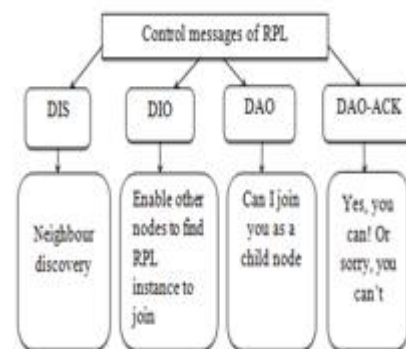 Control messages of RPL
DIS
DIO
DAO
DAO-ACK
Neighbour
discovery
Enable other
nodes to find
RPL
instance to
join
Can I join
you as a
child node
Yes, you
can! Or
sorry, you
can't